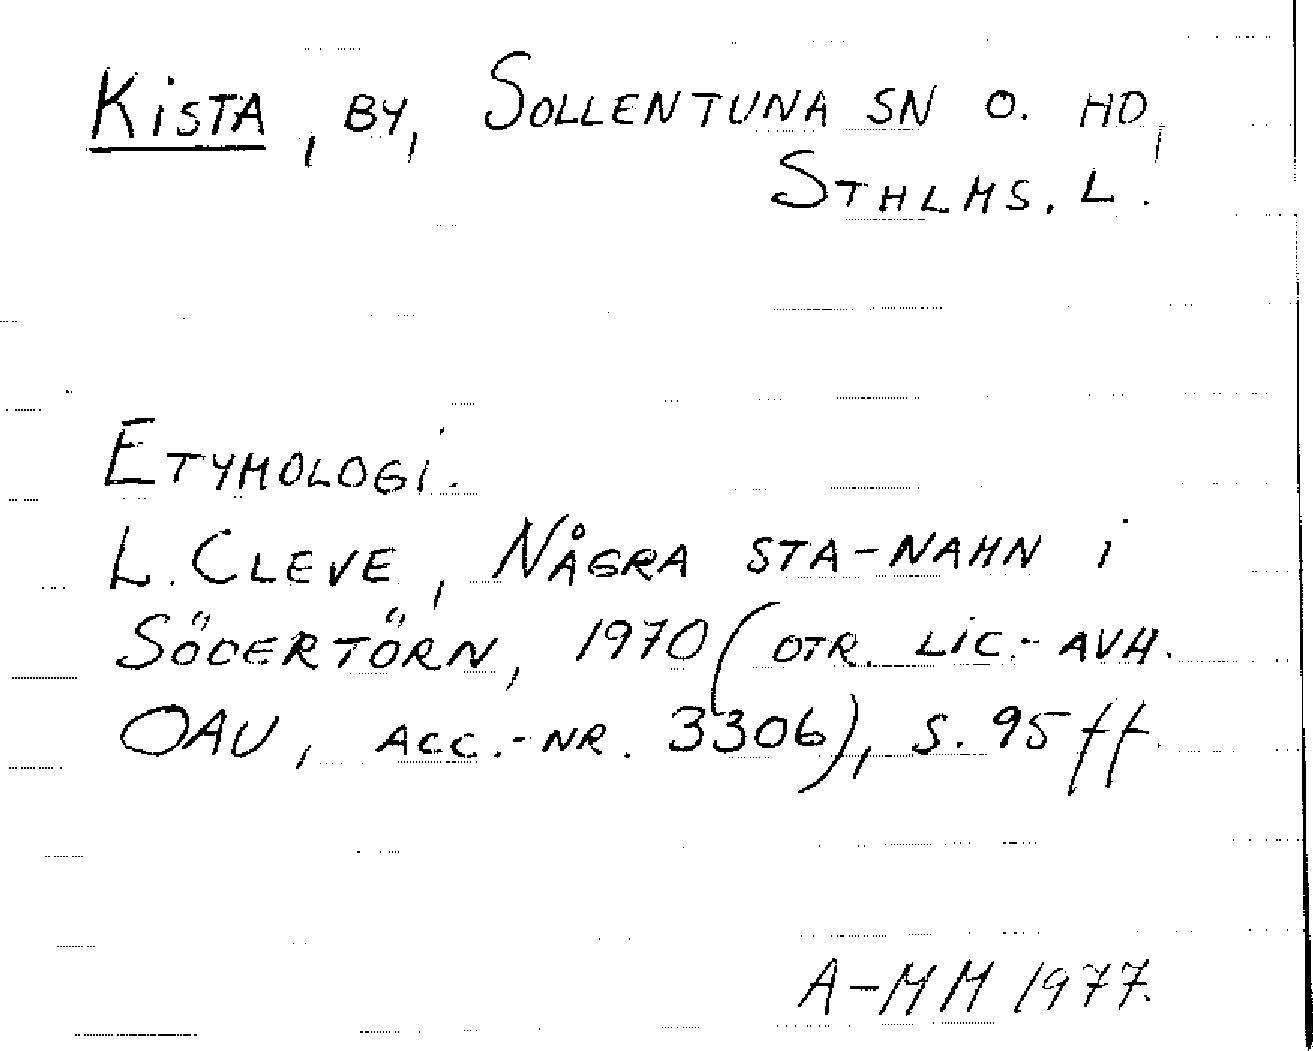 KiSTA, BY, SOLLENTUNA SN O. HD,
STHLMS. L.
ETYMOLOGi.
L. CLEVE, NÅGRA STA-NAMN i
SÖDERTÖRN, 1970 (OTR. LiC.-AVH.
OAU, ACC.-NR. 3306), S. 95 ff.
A-MM 1977.